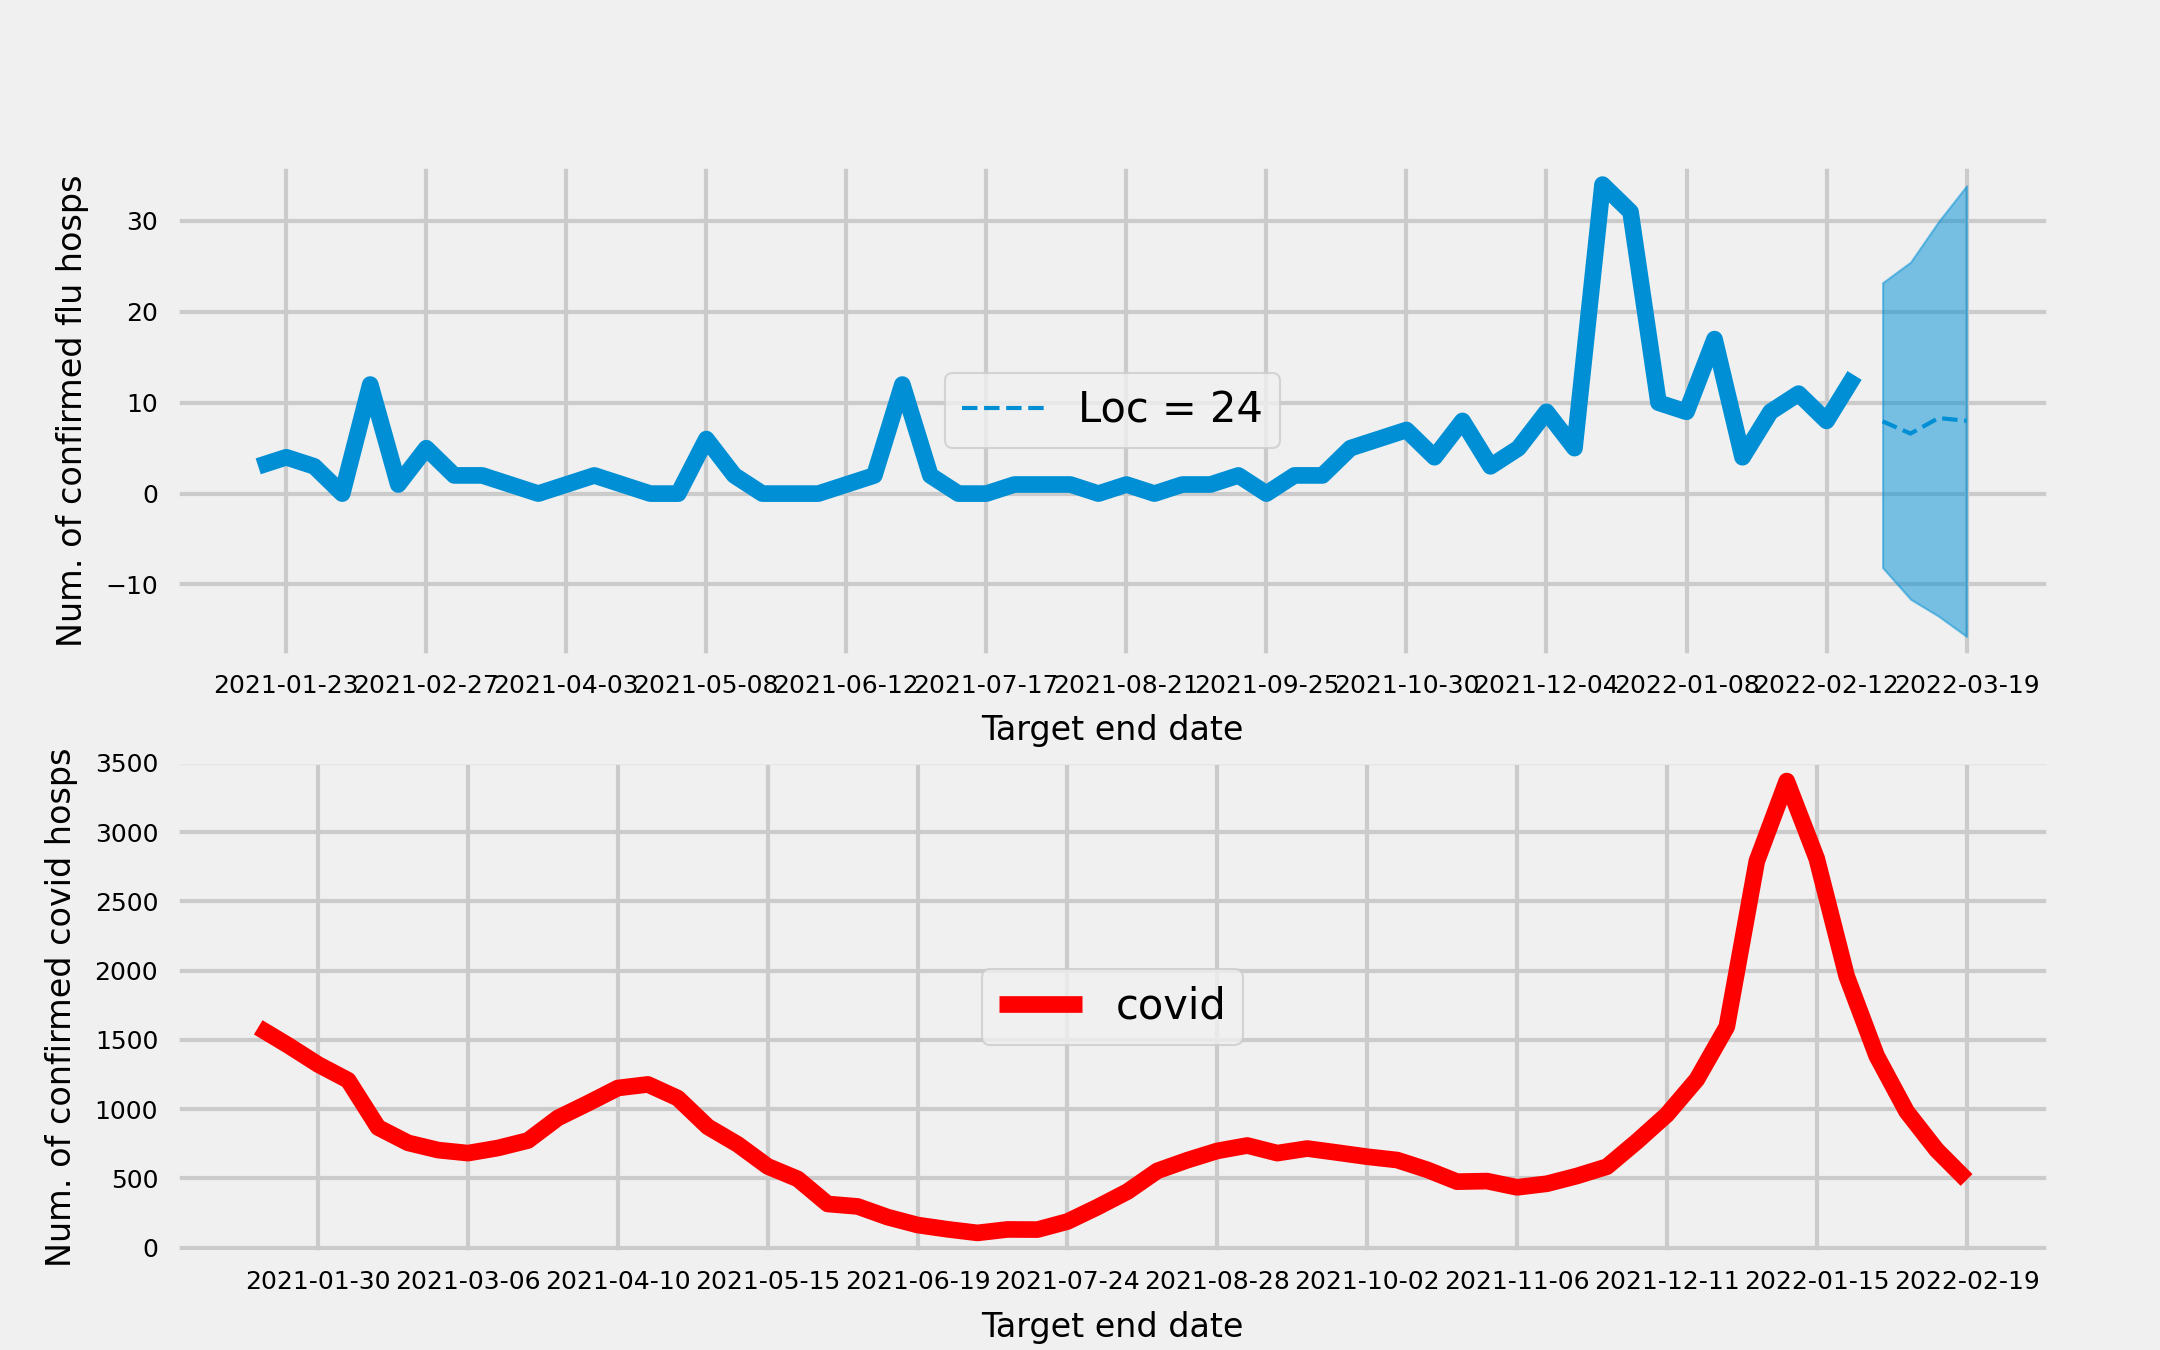 Num. of confirmed flu hosps
30
20
10
0
−10
Loc = 24
2021-01-23 2021-02-27 2021-04-03 2021-05-08 2021-06-12 2021-07-17 2021-08-21 2021-09-25 2021-10-30 2021-12-04 2022-01-08 2022-02-12 2022-03-19
Target end date
Num. of confirmed covid hosps
3500
3000
2500
2000
1500
1000
500
0
covid
2021-01-30 2021-03-06 2021-04-10 2021-05-15 2021-06-19 2021-07-24 2021-08-28 2021-10-02 2021-11-06 2021-12-11 2022-01-15 2022-02-19
Target end date